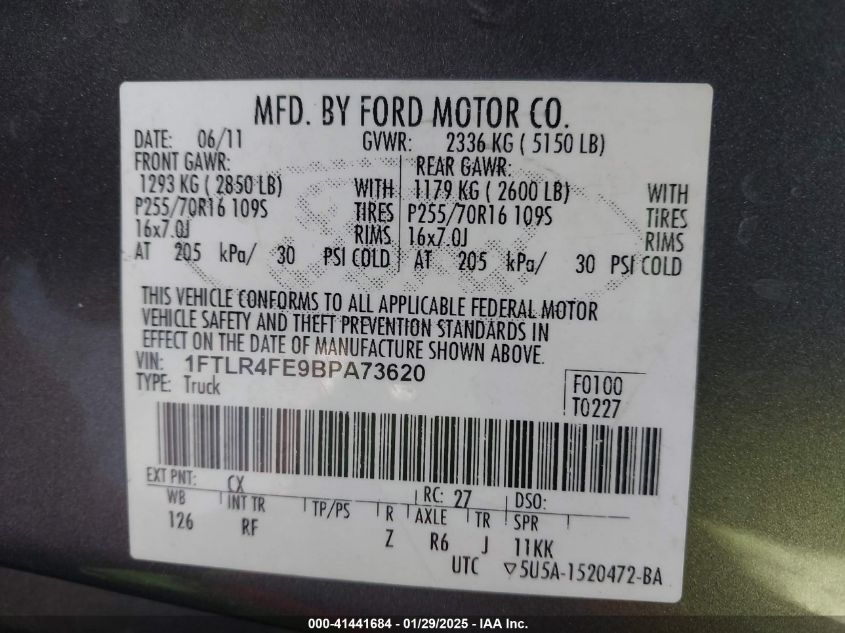 MFD. BY FORD MOTOR CO.
DATE: 06/11 GVWR: 2336 KG ( 5150 LB)
FRONT GAWR: REAR GAWR:
1293 KG ( 2850 LB) WITH 1179 KG ( 2600 LB) WITH
P255/70R16 109S TIRES P255/70R16 109S TIRES
16x7.0J RIMS 16x7.0J RIMS
AT 205 kPa/ 30 PSI COLD AT 205 kPa/ 30 PSI COLD
THIS VEHICLE CONFORMS TO ALL APPLICABLE FEDERAL MOTOR
VEHICLE SAFETY AND THEFT PREVENTION STANDARDS IN
EFFECT ON THE DATE OF MANUFACTURE SHOWN ABOVE.
VIN: 1FTLR4FE9BPA73620
TYPE: Truck
F0100
T0227
EXT PNT: CX RC: 27 DSO:
WB INT TR TP/PS R AXLE TR SPR
126 RF Z R6 J 11KK
UTC ▽5U5A-1520472-BA
000-41441684 - 01/29/2025 - IAA Inc.